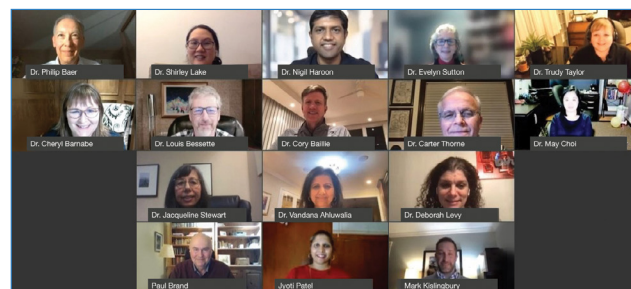 Dr. Philip Baer
Dr. Shirley Lake
Dr. Nigil Haroon
Dr. Evelyn Sutton
Dr. Trudy Taylor
Dr. Cheryl Barnabe
Dr. Louis Bessette
Dr. Cory Baillie
Dr. Carter Thorne
Dr. May Choi
Dr. Jacqueline Stewart
Dr. Vandana Ahluwalia
Dr. Deborah Levy
Paul Brand
Jyoti Patel
Mark Kislingbury